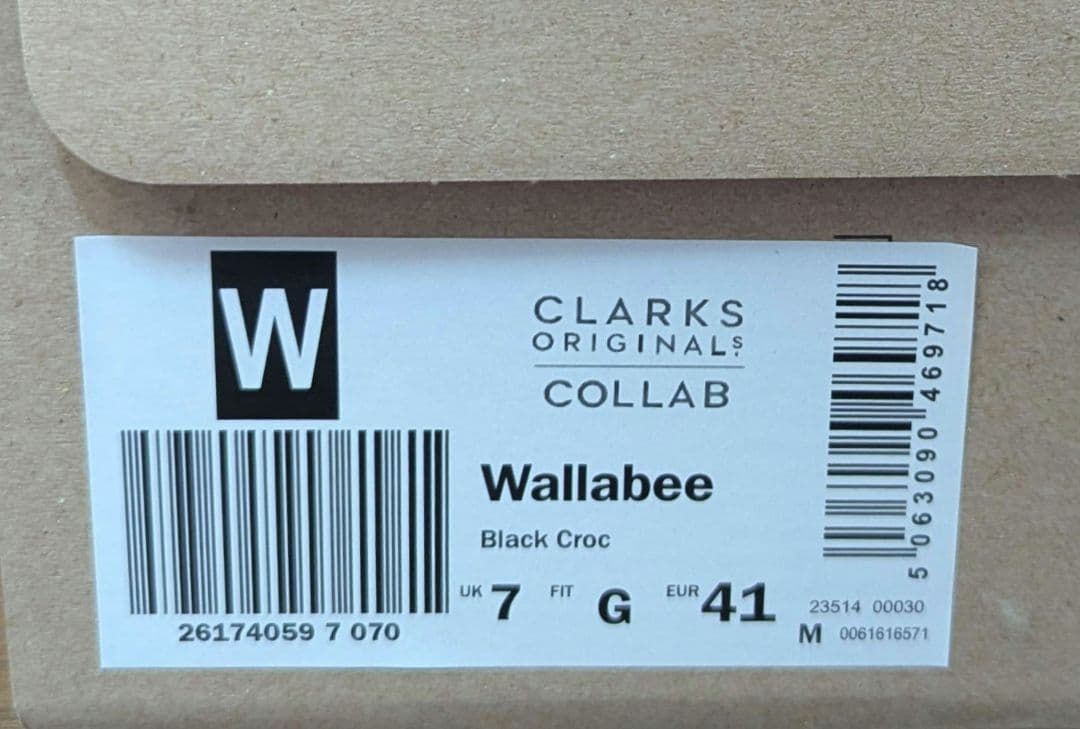 W
CLARKS
ORIGINALS.
COLLAB
Wallabee
Black Croc
UK 7 FIT G EUR 41
26174059 7 070
5 063090 469718
23514 00030
M 0061616571